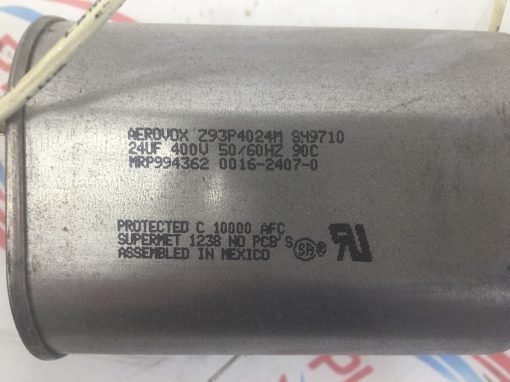 AEROVOX Z93P4024M S49710
24UF 400V 50/60HZ 90C
MRP994362 0016-2407-0
PROTECTED C 10000 AFC
SUPERMET 1238 NO PCB'S
ASSEMBLED IN MEXICO